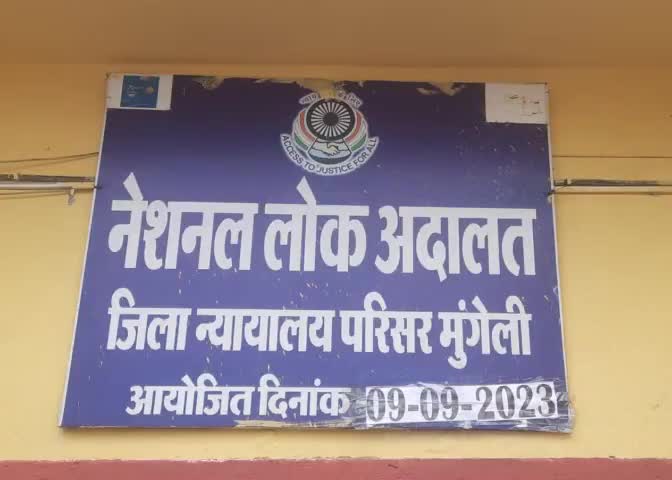 ACCESS TO JUSTICE FOR ALL
नेशनल लोक अदालत
जिला न्यायालय परिसर मुंगेली
आयोजित दिनांक 09-09-2023